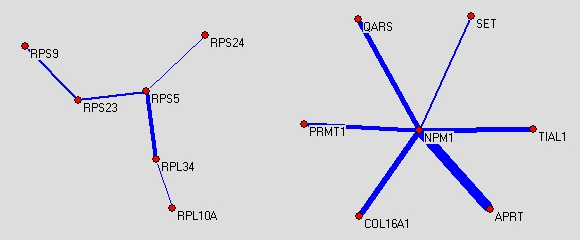 RPS9
RPS23
RPS5
RPS24
RPL34
RPL10A
QARS
SET
PRMT1
NPM1
TIAL1
COL16A1
APRT